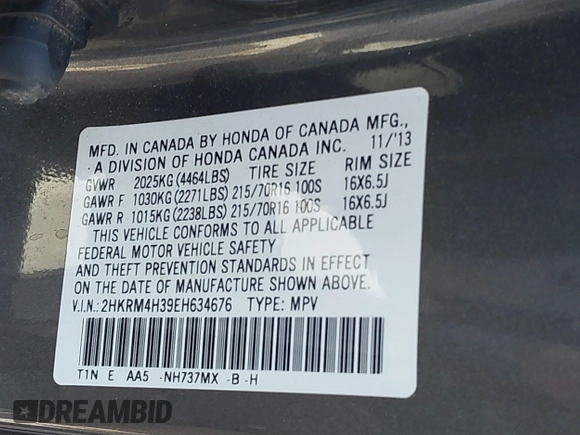 MFD. IN CANADA BY HONDA OF CANADA MFG.,
A DIVISION OF HONDA CANADA INC. 11/'13
GVWR 2025KG(4464LBS) TIRE SIZE RIM SIZE
GAWR F 1030KG(2271LBS) 215/70R16 100S 16X6.5J
GAWR R 1015KG(2238LBS) 215/70R16 100S 16X6.5J
THIS VEHICLE CONFORMS TO ALL APPLICABLE
FEDERAL MOTOR VEHICLE SAFETY
AND THEFT PREVENTION STANDARDS IN EFFECT
ON THE DATE OF MANUFACTURE SHOWN ABOVE.
V.I.N.: 2HKRM4H39EH634676 TYPE: MPV
T1N E AA5 -NH737MX -B -H
DREAMBID